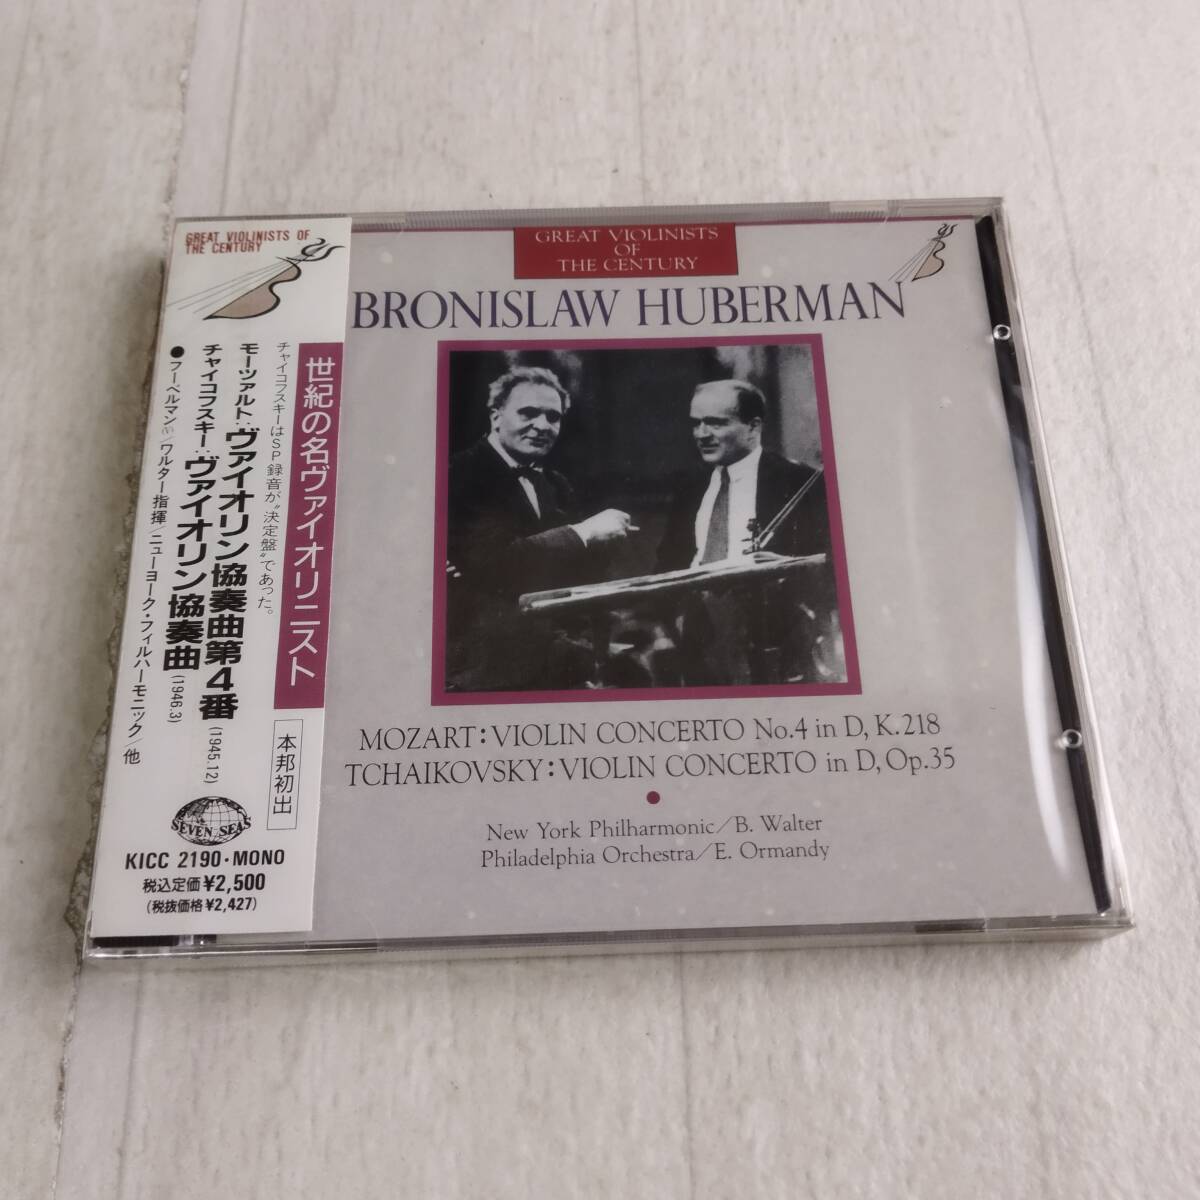 GREAT VIOLINISTS OF
THE CENTURY
世紀の名ヴァイオリニスト
チャイコフスキーはSP録音が“決定盤”であった。
モーツァルト:ヴァイオリン協奏曲第4番(1945.12)
チャイコフスキー:ヴァイオリン協奏曲(1946.3)
●フーベルマン(v)/ワルター指揮/ニューヨーク・フィルハーモニック/他
本邦初出
SEVEN SEAS
KICC 2190・MONO
税込定価¥2,500
(税抜価格¥2,427)
GREAT VIOLINISTS
OF
THE CENTURY
BRONISLAW HUBERMAN
MOZART:VIOLIN CONCERTO No.4 in D, K.218
TCHAIKOVSKY:VIOLIN CONCERTO in D, Op.35
New York Philharmonic/B. Walter
Philadelphia Orchestra/E. Ormandy